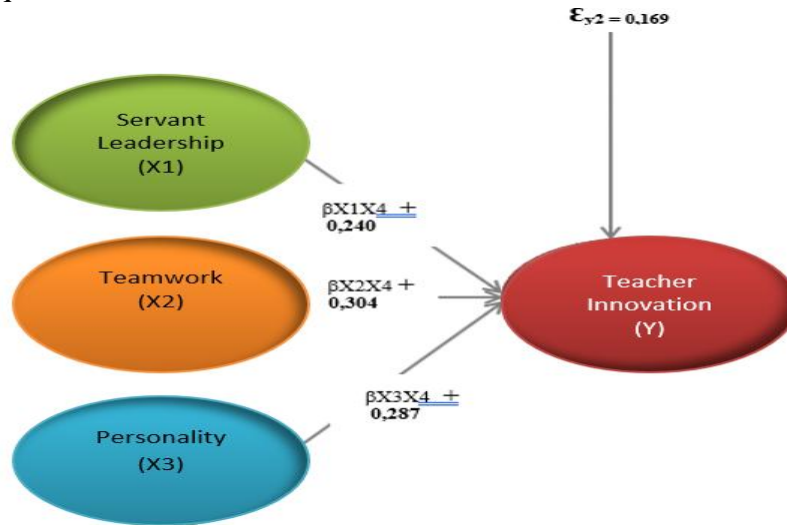 εy2 = 0,169
Servant
Leadership
(X1)
βX1X4 +
0,240
Teamwork
(X2)
βX2X4 +
0,304
Teacher
Innovation
(Y)
βX3X4 +
0,287
Personality
(X3)